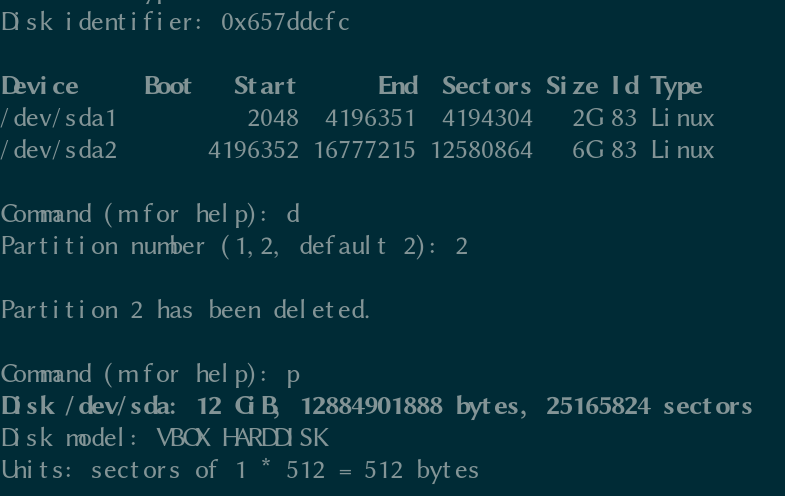 Disk identifier: 0x657ddcfc
Device Boot Start End Sectors Size Id Type
/dev/sda1 2048 4196351 4194304 2G 83 Linux
/dev/sda2 4196352 16777215 12580864 6G 83 Linux
Command (m for help): d
Partition number (1,2, default 2): 2
Partition 2 has been deleted.
Command (m for help): p
Disk /dev/sda: 12 GiB, 12884901888 bytes, 25165824 sectors
Disk model: VBOX HARDDISK
Units: sectors of 1 * 512 = 512 bytes